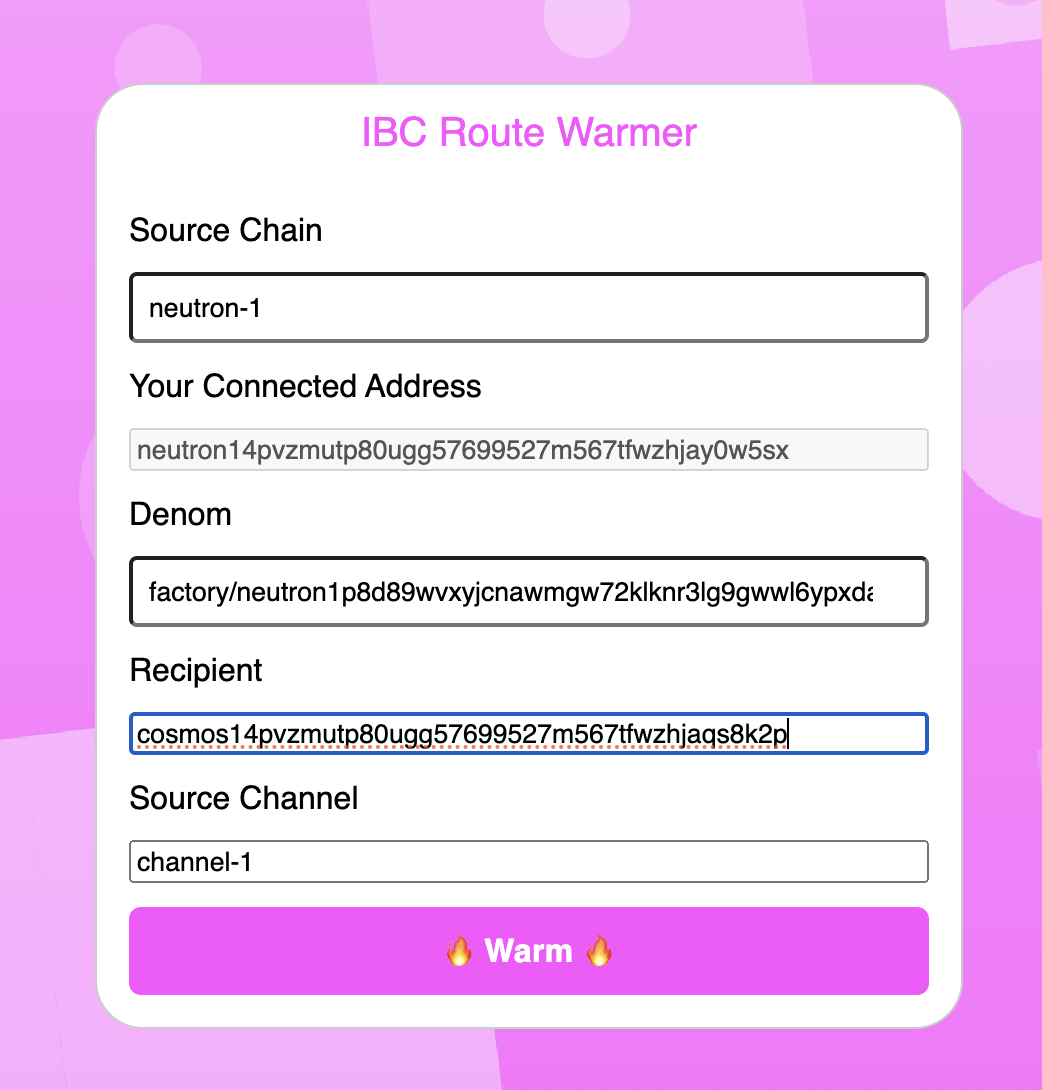 IBC Route Warmer
Source Chain
neutron-1
Your Connected Address
neutron14pvzmutp80ugg57699527m567tfwzhjay0w5sx
Denom
factory/neutron1p8d89wvxyjcnawmgw72klknr3lg9gwwl6ypxda
Recipient
cosmos14pvzmutp80ugg57699527m567tfwzhjaqs8k2p
Source Channel
channel-1
🔥 Warm 🔥